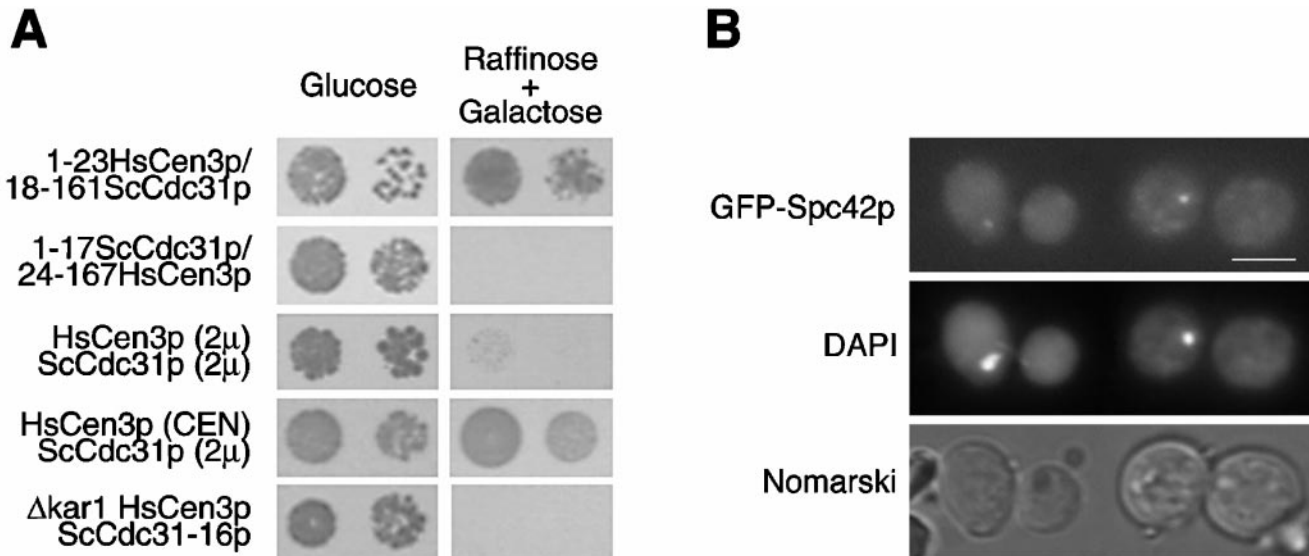 A
Glucose
Raffinose
+
Galactose
1-23HsCen3p/
18-161ScCdc31p
1-17ScCdc31p/
24-167HsCen3p
HsCen3p (2μ)
ScCdc31p (2μ)
HsCen3p (CEN)
ScCdc31p (2μ)
Δkar1 HsCen3p
ScCdc31-16p
B
GFP-Spc42p
DAPI
Nomarski